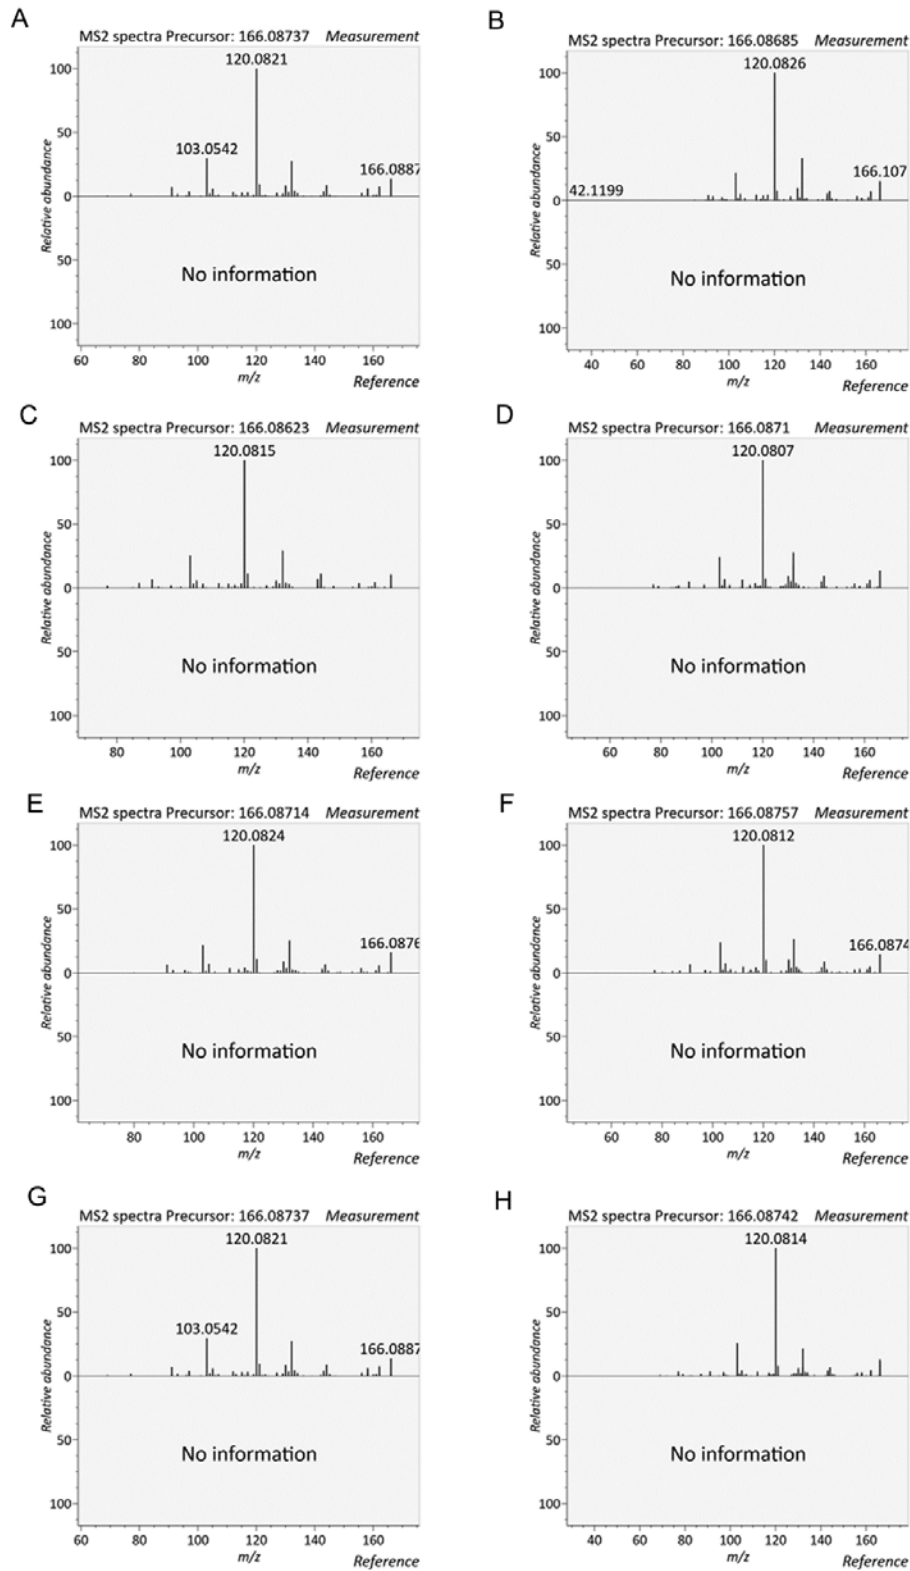 A
MS2 spectra Precursor: 166.08737 Measurement
120.0821
103.0542
166.0887
100
50
0
50
100
Relative abundance
No information
60 80 100 120 140 160
m/z
Reference
B
MS2 spectra Precursor: 166.08685 Measurement
120.0826
166.107
42.1199
100
50
0
50
100
Relative abundance
No information
40 60 80 100 120 140 160
m/z
Reference
C
MS2 spectra Precursor: 166.08623 Measurement
120.0815
100
50
0
50
100
Relative abundance
No information
80 100 120 140 160
m/z
Reference
D
MS2 spectra Precursor: 166.0871 Measurement
120.0807
100
50
0
50
100
Relative abundance
No information
60 80 100 120 140 160
m/z
Reference
E
MS2 spectra Precursor: 166.08714 Measurement
120.0824
166.0876
100
50
0
50
100
Relative abundance
No information
80 100 120 140 160
m/z
Reference
F
MS2 spectra Precursor: 166.08757 Measurement
120.0812
166.0874
100
50
0
50
100
Relative abundance
No information
60 80 100 120 140 160
m/z
Reference
G
MS2 spectra Precursor: 166.08737 Measurement
120.0821
103.0542
166.0887
100
50
0
50
100
Relative abundance
No information
60 80 100 120 140 160
m/z
Reference
H
MS2 spectra Precursor: 166.08742 Measurement
120.0814
100
50
0
50
100
Relative abundance
No information
40 60 80 100 120 140 160
m/z
Reference